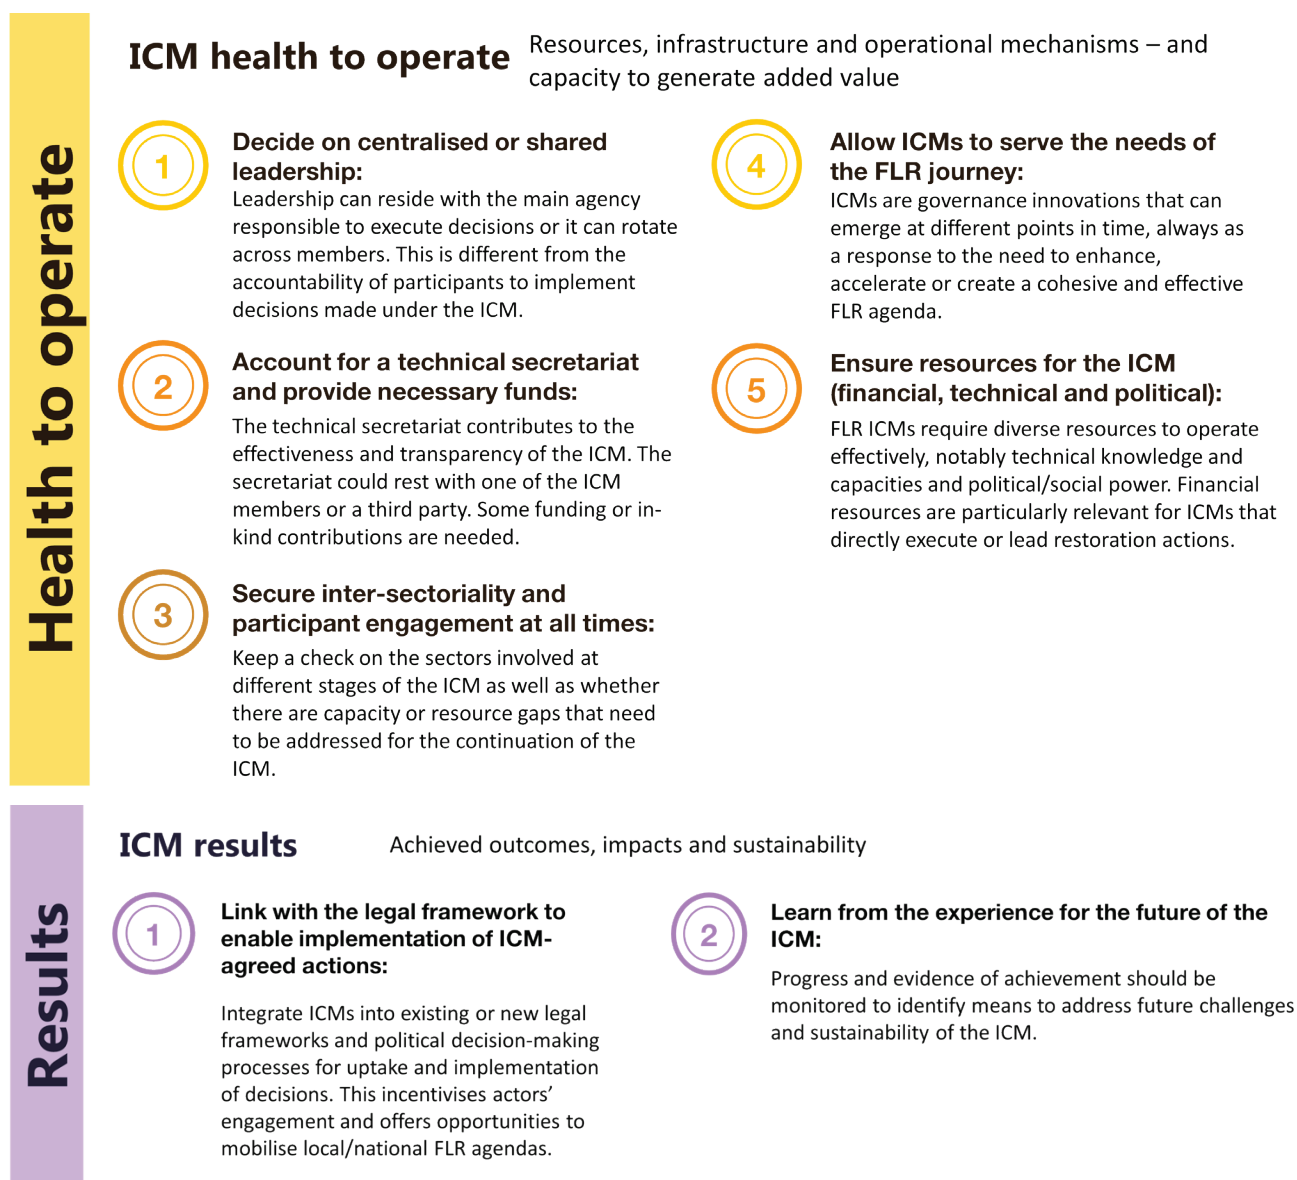 Health to operate
ICM health to operate
Resources, infrastructure and operational mechanisms – and
capacity to generate added value
1
Decide on centralised or shared
leadership:
Leadership can reside with the main agency
responsible to execute decisions or it can rotate
across members. This is different from the
accountability of participants to implement
decisions made under the ICM.
2
Account for a technical secretariat
and provide necessary funds:
The technical secretariat contributes to the
effectiveness and transparency of the ICM. The
secretariat could rest with one of the ICM
members or a third party. Some funding or in-
kind contributions are needed.
3
Secure inter-sectoriality and
participant engagement at all times:
Keep a check on the sectors involved at
different stages of the ICM as well as whether
there are capacity or resource gaps that need
to be addressed for the continuation of the
ICM.
4
Allow ICMs to serve the needs of
the FLR journey:
ICMs are governance innovations that can
emerge at different points in time, always as
a response to the need to enhance,
accelerate or create a cohesive and effective
FLR agenda.
5
Ensure resources for the ICM
(financial, technical and political):
FLR ICMs require diverse resources to operate
effectively, notably technical knowledge and
capacities and political/social power. Financial
resources are particularly relevant for ICMs that
directly execute or lead restoration actions.
Results
ICM results
Achieved outcomes, impacts and sustainability
1
Link with the legal framework to
enable implementation of ICM-
agreed actions:
Integrate ICMs into existing or new legal
frameworks and political decision-making
processes for uptake and implementation
of decisions. This incentivises actors’
engagement and offers opportunities to
mobilise local/national FLR agendas.
2
Learn from the experience for the future of the
ICM:
Progress and evidence of achievement should be
monitored to identify means to address future challenges
and sustainability of the ICM.